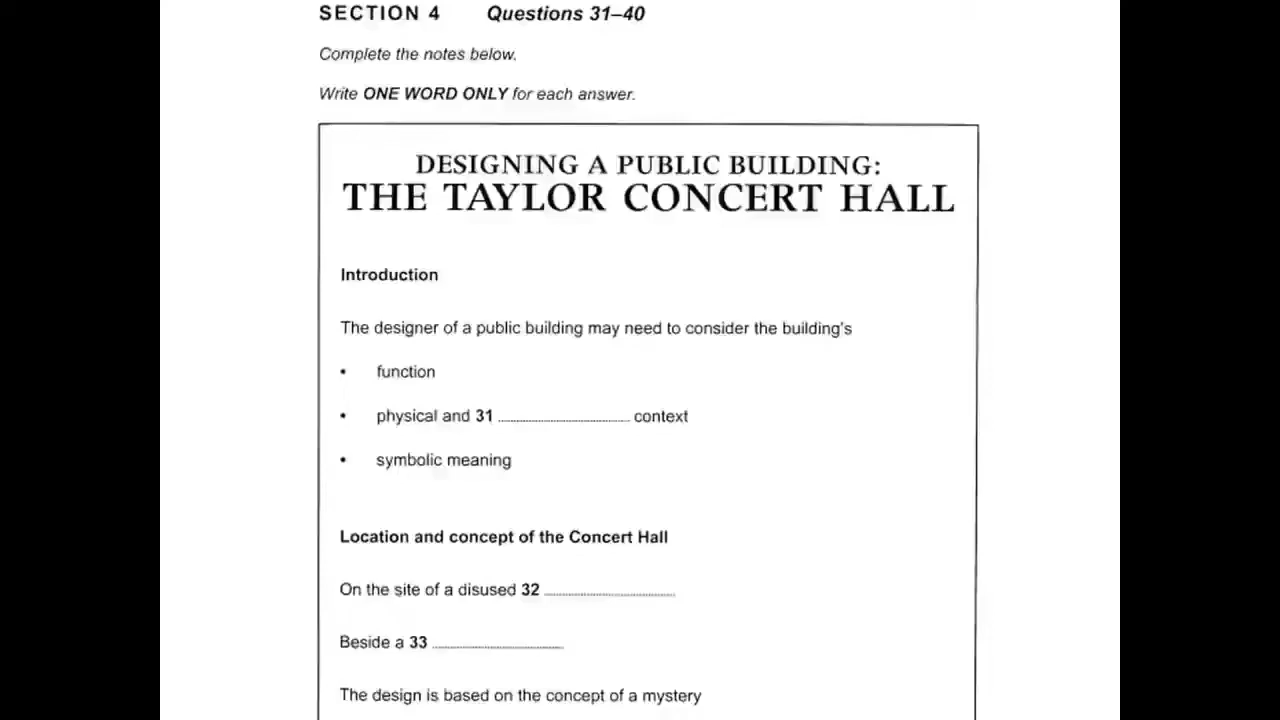 SECTION 4 Questions 31–40
Complete the notes below.
Write ONE WORD ONLY for each answer.
DESIGNING A PUBLIC BUILDING:
THE TAYLOR CONCERT HALL
Introduction
The designer of a public building may need to consider the building's
• function
• physical and 31 .............................. context
• symbolic meaning
Location and concept of the Concert Hall
On the site of a disused 32 ..............................
Beside a 33 ..............................
The design is based on the concept of a mystery